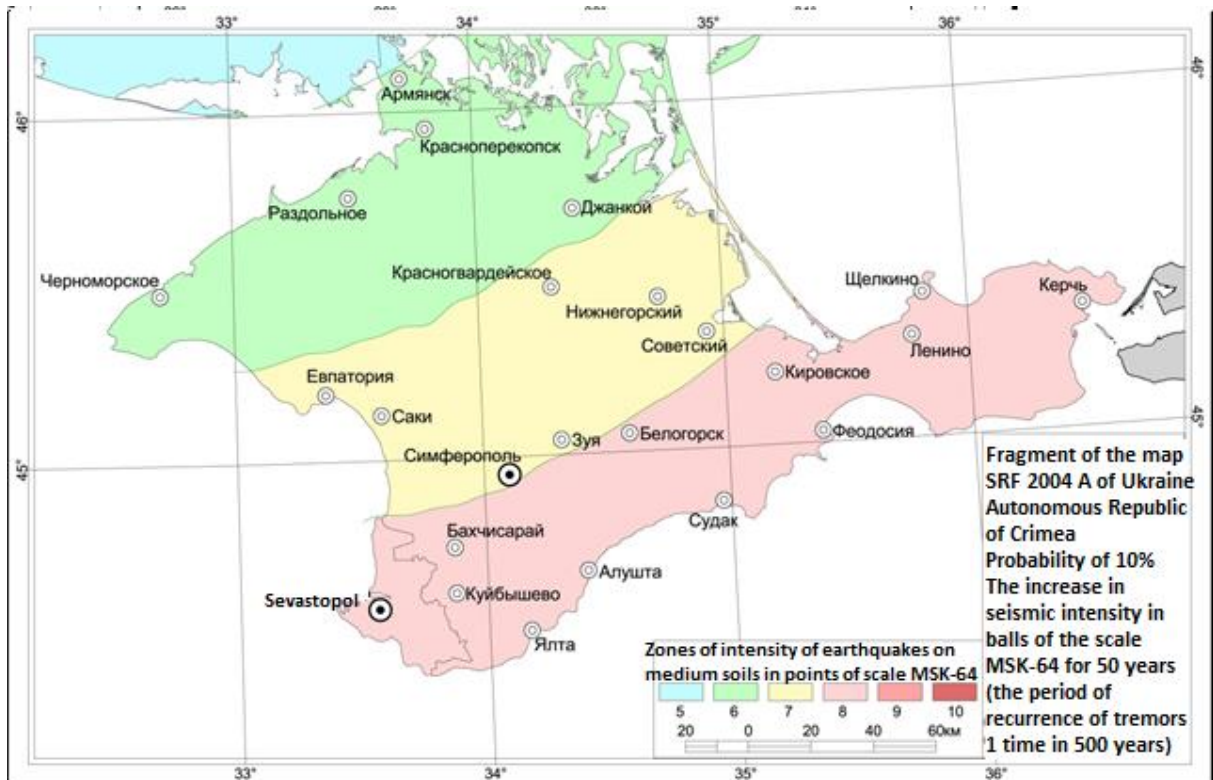 33°
34°
35°
36°
46°
46°
Армянск
Красноперекопск
Раздольное
Джанкой
Черноморское
Красногвардейское
Щелкино
Керчь
Нижнегорский
Советский
Ленино
Евпатория
Кировское
Саки
Белогорск
Феодосия
Зуя
Симферополь
45°
45°
Судак
Бахчисарай
Алушта
Sevastopol
Куйбышево
Ялта
Fragment of the map
SRF 2004 A of Ukraine
Autonomous Republic
of Crimea
Probability of 10%
The increase in
seismic intensity in
balls of the scale
MSK-64 for 50 years
(the period of
recurrence of tremors
1 time in 500 years)
Zones of intensity of earthquakes on
medium soils in points of scale MSK-64
5 6 7 8 9 10
20 0 20 40 60км
33°
34°
35°
36°